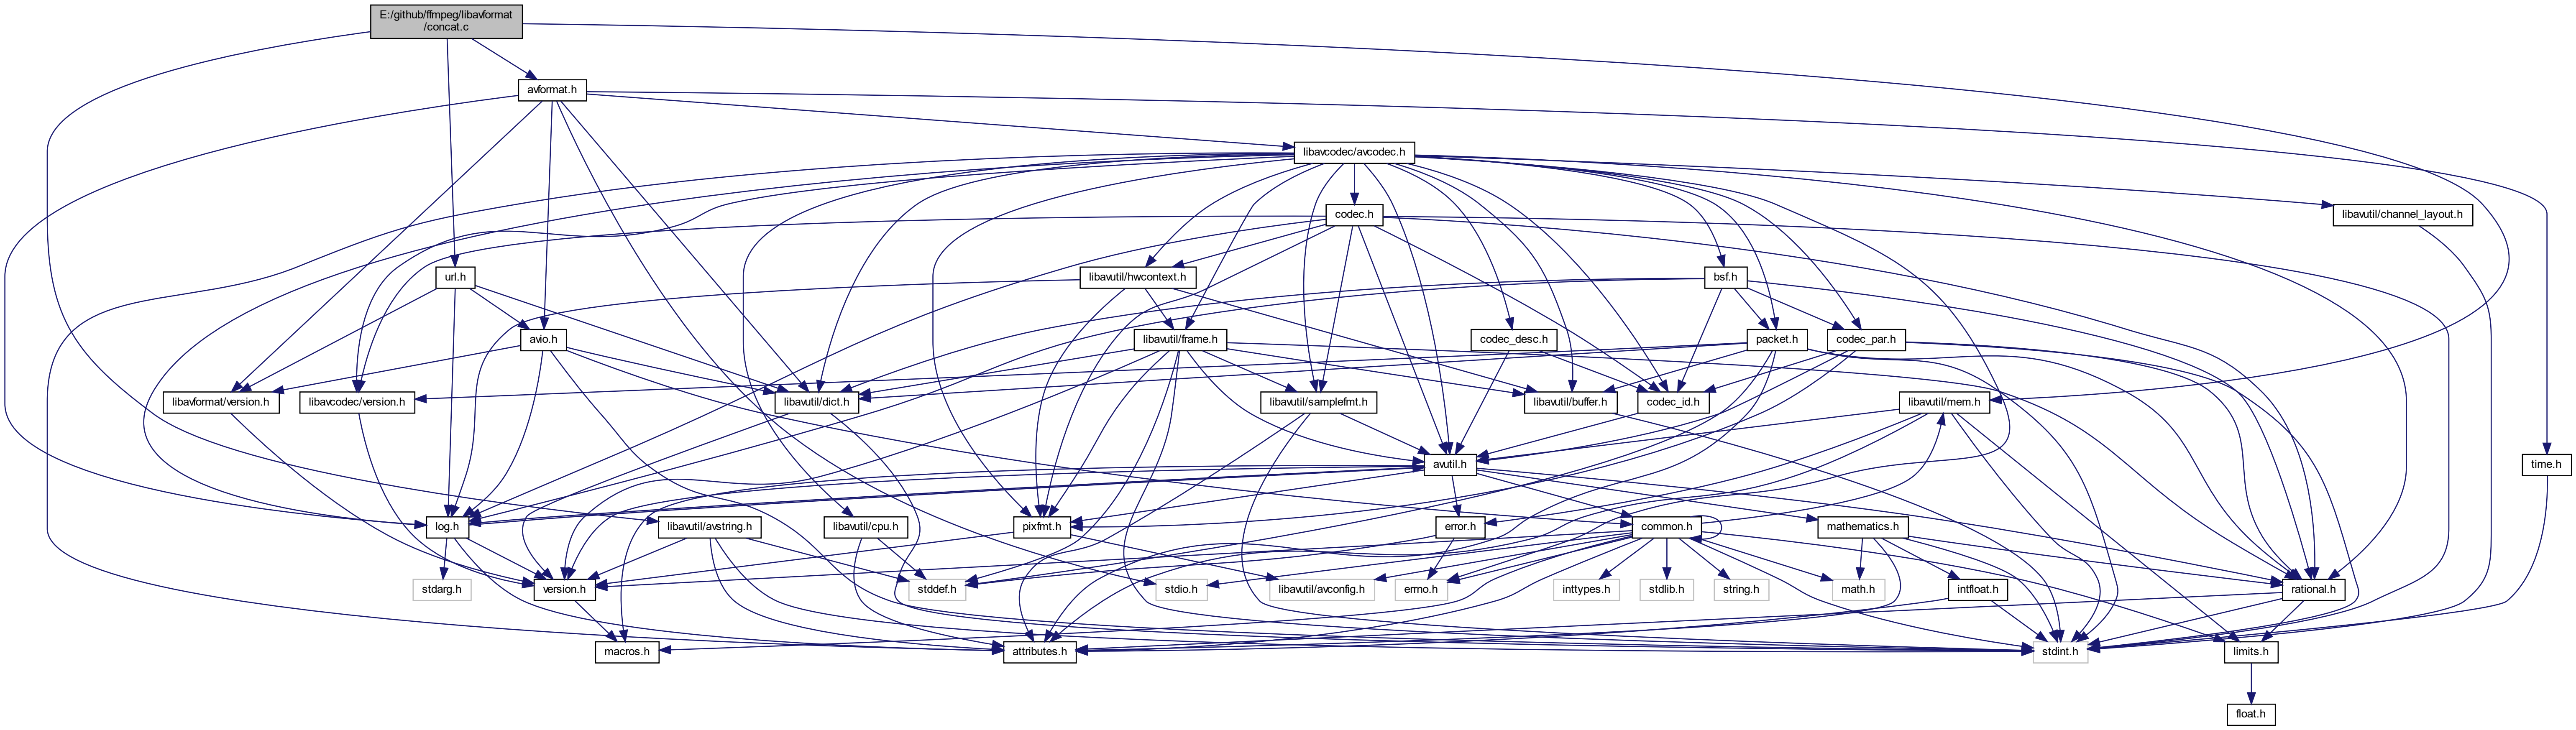 E:/github/ffmpeg/libavformat
/concat.c
avformat.h
libavcodec/avcodec.h
codec.h
libavutil/channel_layout.h
url.h
libavutil/hwcontext.h
bsf.h
avio.h
libavutil/frame.h
codec_desc.h
packet.h
codec_par.h
libavformat/version.h
libavcodec/version.h
libavutil/dict.h
libavutil/samplefmt.h
libavutil/buffer.h
codec_id.h
libavutil/mem.h
avutil.h
time.h
log.h
libavutil/avstring.h
libavutil/cpu.h
pixfmt.h
error.h
common.h
mathematics.h
stdarg.h
version.h
stddef.h
stdio.h
libavutil/avconfig.h
errno.h
inttypes.h
stdlib.h
string.h
math.h
intfloat.h
rational.h
macros.h
attributes.h
stdint.h
limits.h
float.h